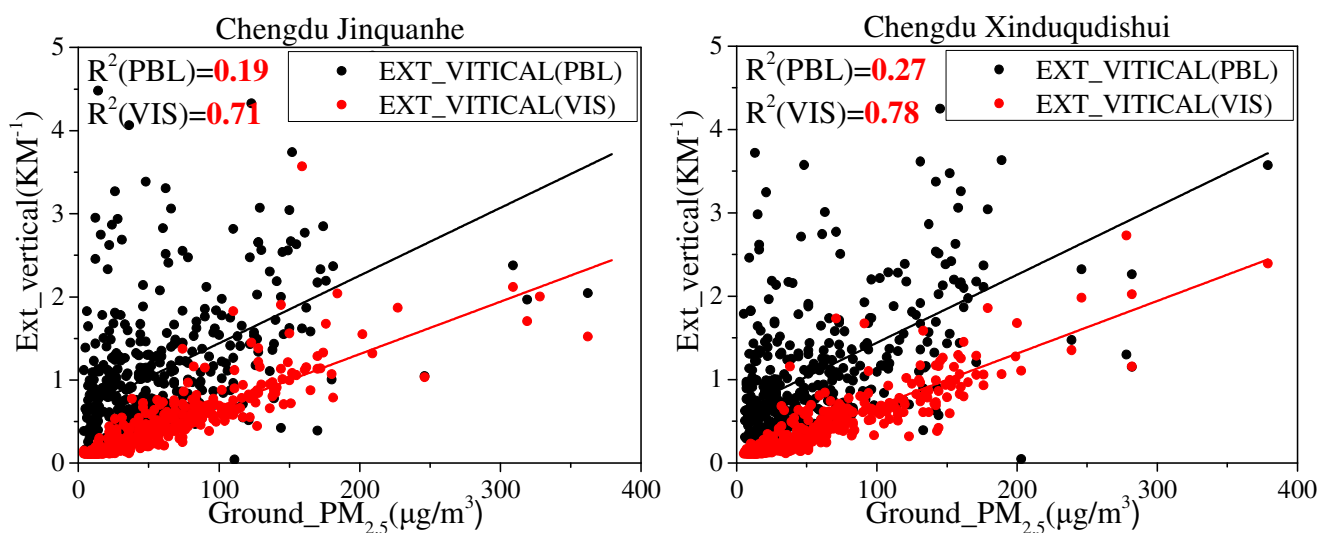 Chengdu Jinquanhe
R²(PBL)=0.19
R²(VIS)=0.71
EXT_VITICAL(PBL)
EXT_VITICAL(VIS)
Ext_vertical(KM⁻¹)
5
4
3
2
1
0
0 100 200 300 400
Ground_PM₂.₅(μg/m³)
Chengdu Xinduqudishui
R²(PBL)=0.27
R²(VIS)=0.78
EXT_VITICAL(PBL)
EXT_VITICAL(VIS)
Ext_vertical(KM⁻¹)
5
4
3
2
1
0
0 100 200 300 400
Ground_PM₂.₅(μg/m³)